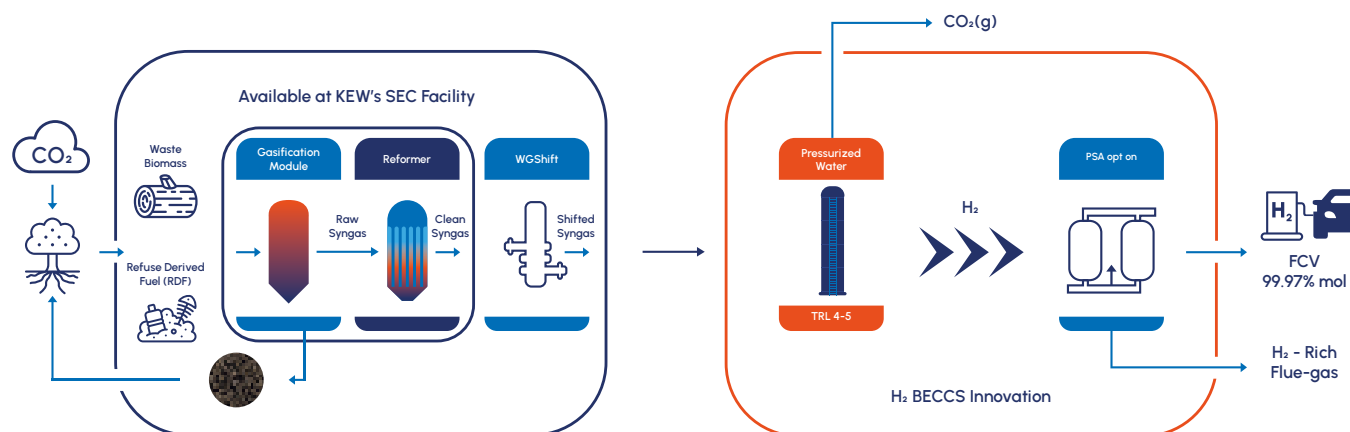 CO₂(g)
Available at KEW's SEC Facility
CO₂
Waste
Biomass
Refuse Derived
Fuel (RDF)
Gasification
Module
Raw
Syngas
Reformer
Clean
Syngas
WGShift
Shifted
Syngas
Pressurized
Water
TRL 4-5
H₂
PSA opt on
H₂
FCV
99.97% mol
H₂ - Rich
Flue-gas
H₂ BECCS Innovation